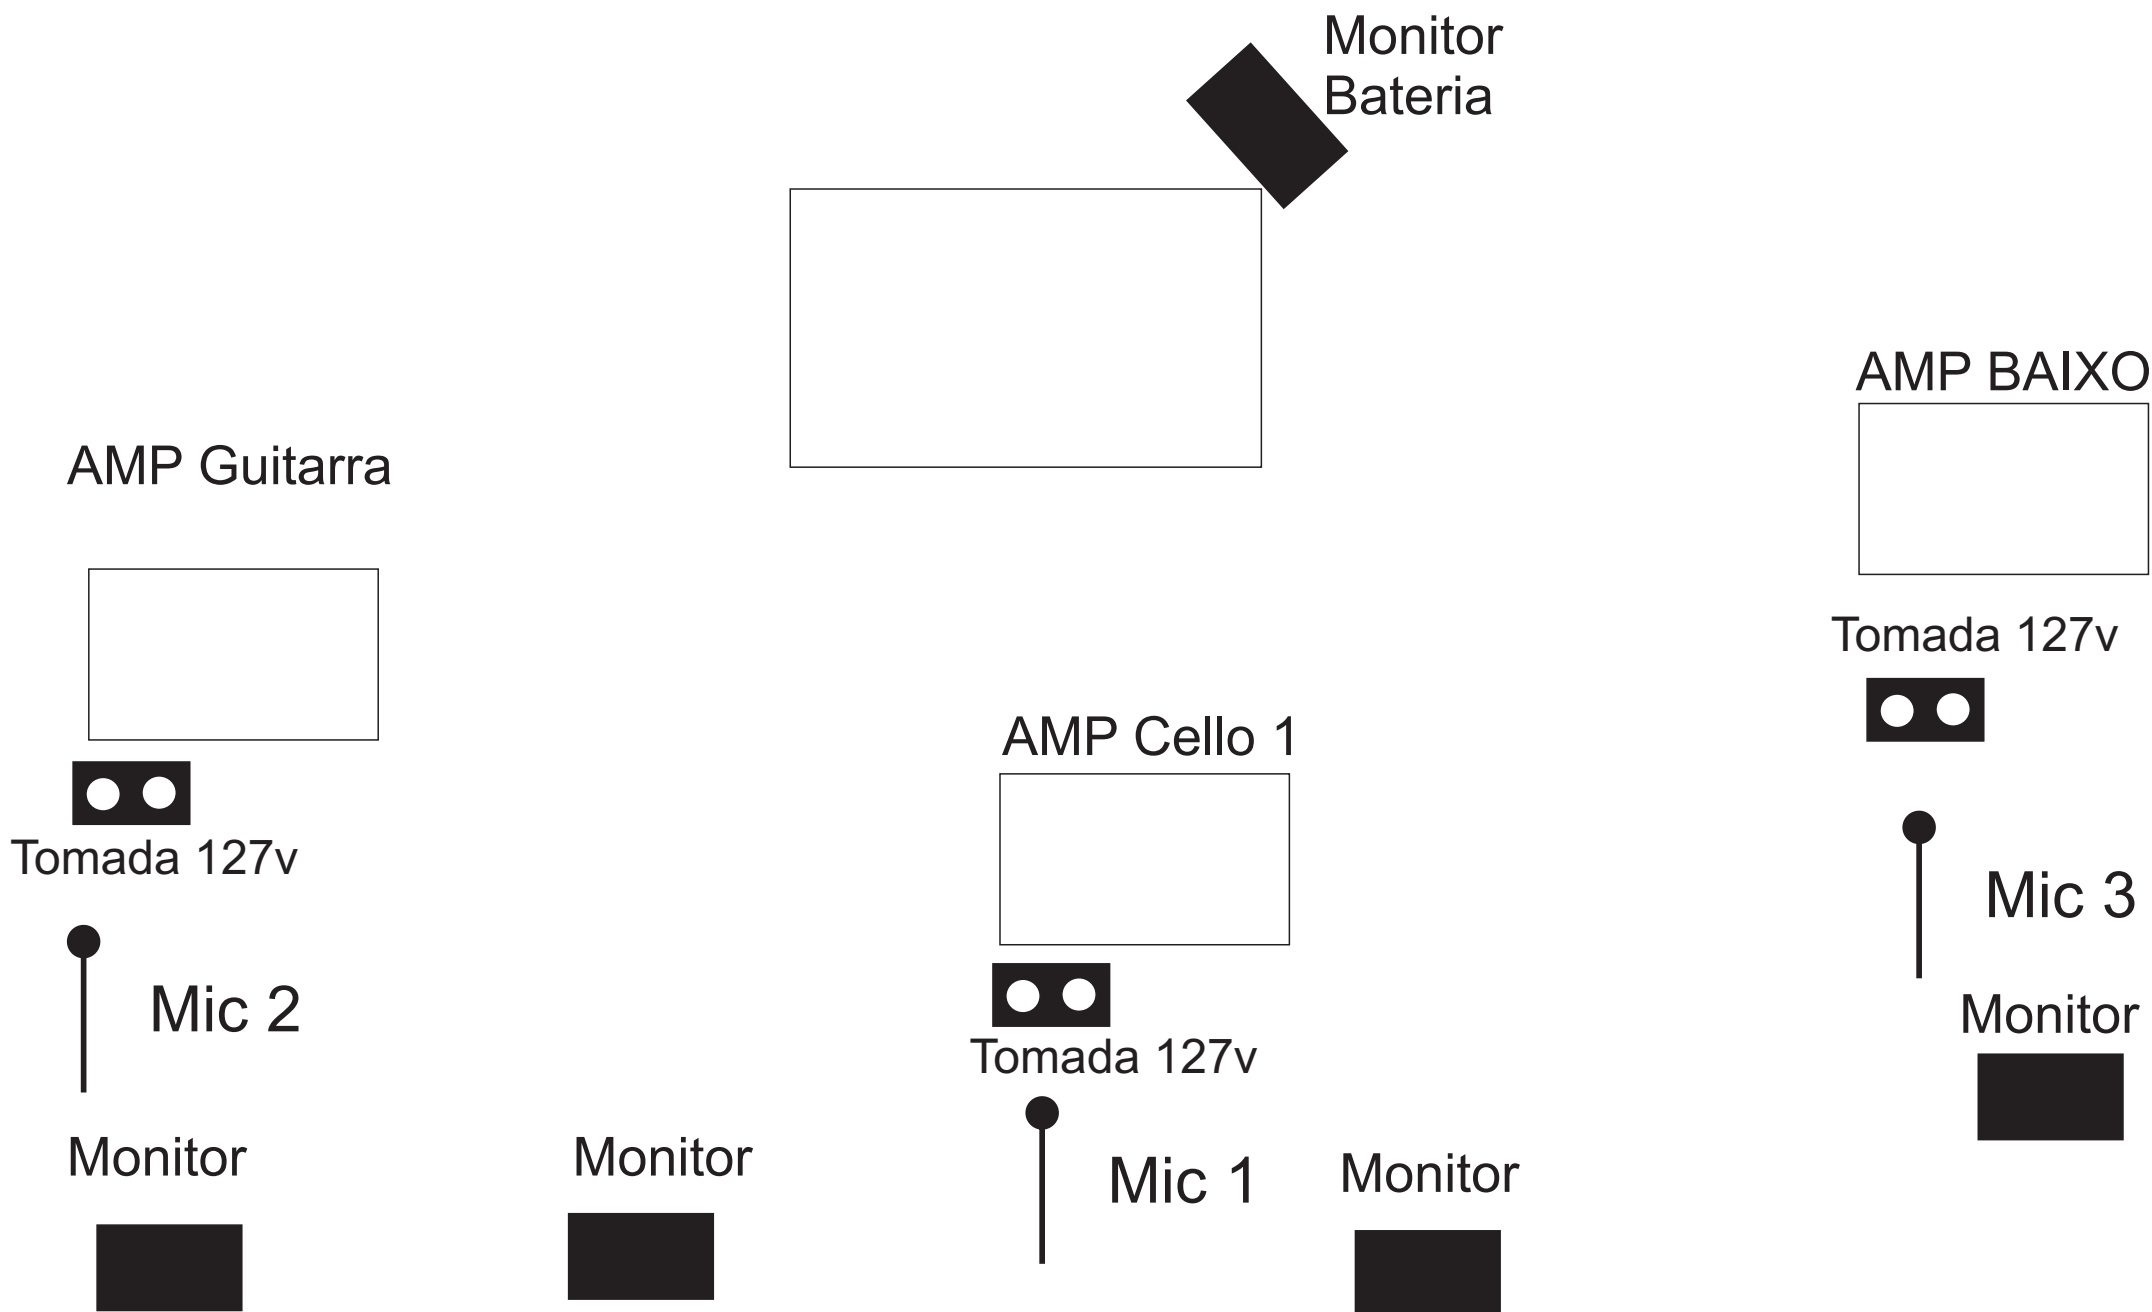 Monitor
Bateria
AMP BAIXO
AMP Guitarra
Tomada 127v
AMP Cello 1
Tomada 127v
Mic 3
Mic 2
Monitor
Tomada 127v
Monitor
Monitor
Mic 1
Monitor